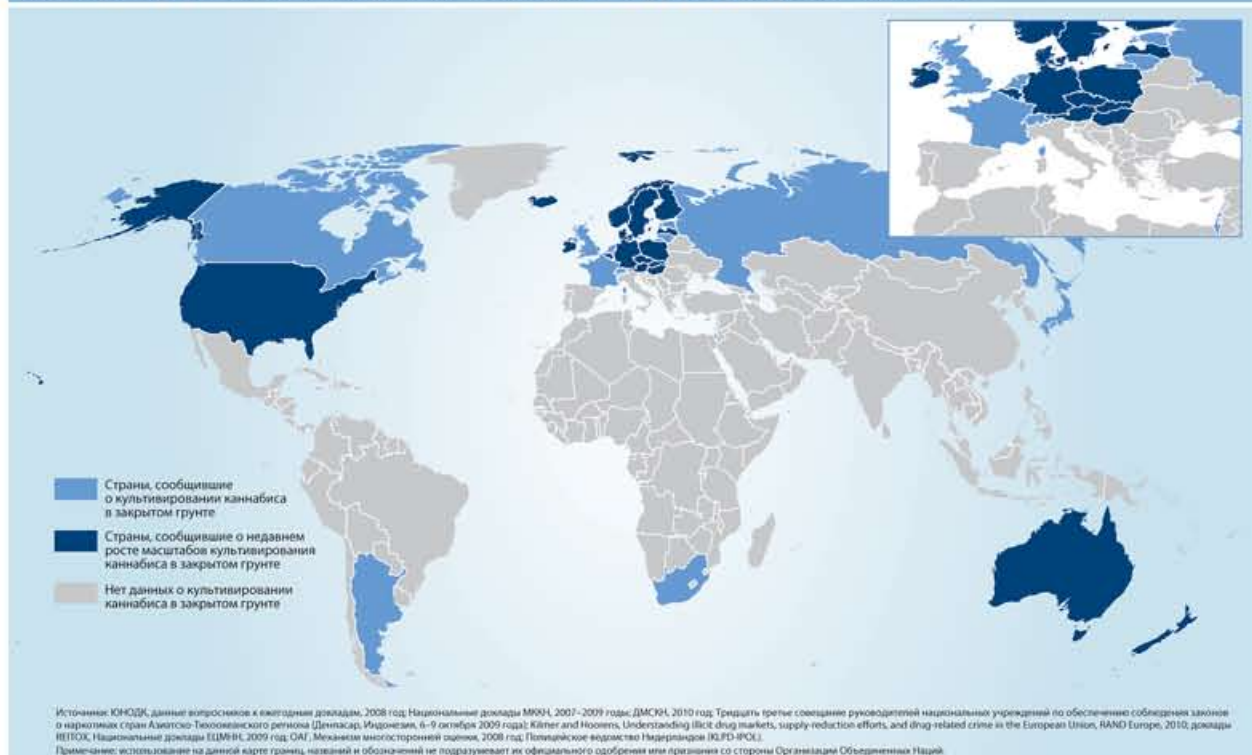 Страны, сообщившие
о культивировании каннабиса
в закрытом грунте
Страны, сообщившие о недавнем
росте масштабов культивирования
каннабиса в закрытом грунте
Нет данных о культивировании
каннабиса в закрытом грунте
Источники: ЮНОДК, данные вопросников к ежегодным докладам, 2008 год; Национальные доклады МККН, 2007–2009 годы; ДМСКН, 2010 год; Тридцать третье совещание руководителей национальных учреждений по обеспечению соблюдения законов
о наркотиках стран Азиатско-Тихоокеанского региона (Денпасар, Индонезия, 6–9 октября 2009 года); Kilmer and Hoorens, Understanding illicit drug markets, supply-reduction efforts, and drug-related crime in the European Union, RAND Europe, 2010; доклады
REITOX, Национальные доклады ЕЦМНН, 2009 год; ОАГ, Механизм многосторонней оценки, 2008 год; Полицейское ведомство Нидерландов (KLPD-IPOL).
Примечание: использование на данной карте границ, названий и обозначений не подразумевает их официального одобрения или признания со стороны Организации Объединенных Наций.